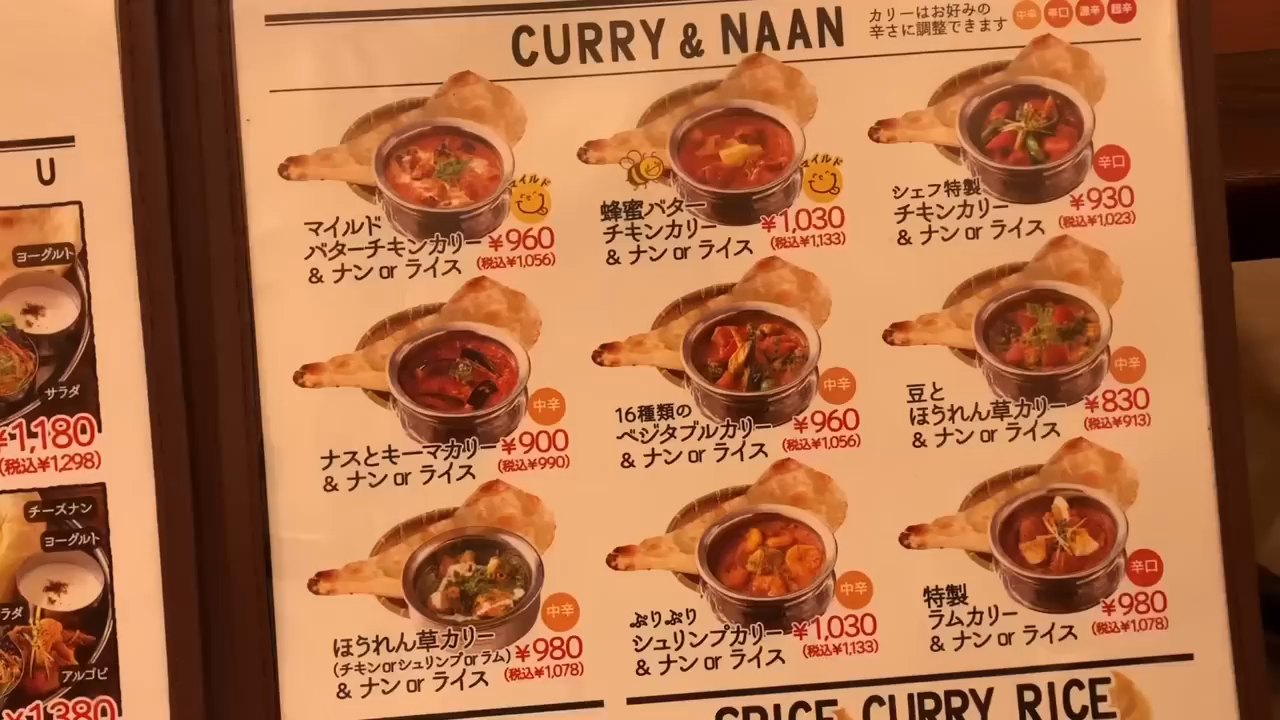 U
ヨーグルト
サラダ
¥1180
(税込¥1,298)
チーズナン
ヨーグルト
ラダ
アルゴビ
¥1380
CURRY & NAAN
カリーはお好みの
辛さに調整できます
中辛 辛口 激辛 超辛
マイルド
マイルド
バターチキンカリー
& ナン or ライス
¥960
(税込¥1,056)
マイルド
蜂蜜バター
チキンカリー
& ナン or ライス
¥1,030
(税込¥1,133)
辛口
シェフ特製
チキンカリー
& ナン or ライス
¥930
(税込¥1,023)
中辛
ナスとキーマカリー
& ナン or ライス
¥900
(税込¥990)
中辛
16種類の
ベジタブルカリー
& ナン or ライス
¥960
(税込¥1,056)
中辛
豆と
ほうれん草カリー
& ナン or ライス
¥830
(税込¥913)
中辛
ほうれん草カリー
(チキンorシュリンプorラム)
& ナン or ライス
¥980
(税込¥1,078)
中辛
ぷりぷり
シュリンプカリー
& ナン or ライス
¥1,030
(税込¥1,133)
辛口
特製
ラムカリー
& ナン or ライス
¥980
(税込¥1,078)
SPICE CURRY RICE